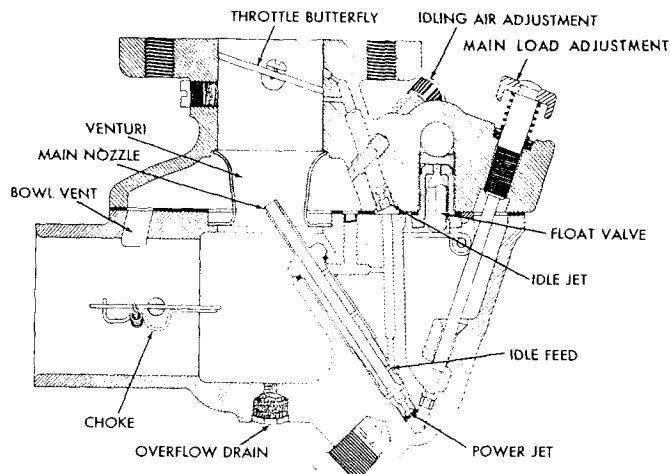 THROTTLE BUTTERFLY
IDLING AIR ADJUSTMENT
MAIN LOAD ADJUSTMENT
VENTURI
MAIN NOZZLE
BOWL VENT
FLOAT VALVE
IDLE JET
IDLE FEED
CHOKE
OVERFLOW DRAIN
POWER JET